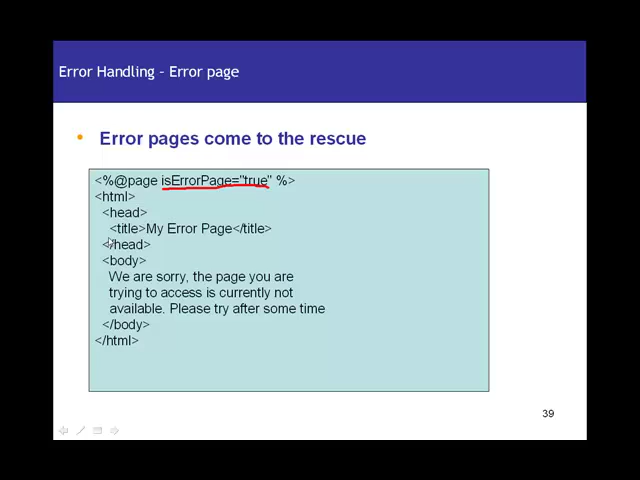 Error Handling – Error page
• Error pages come to the rescue
<%@page isErrorPage="true" %>
<html>
<head>
<title>My Error Page</title>
</head>
<body>
We are sorry, the page you are
trying to access is currently not
available. Please try after some time
</body>
</html>
39